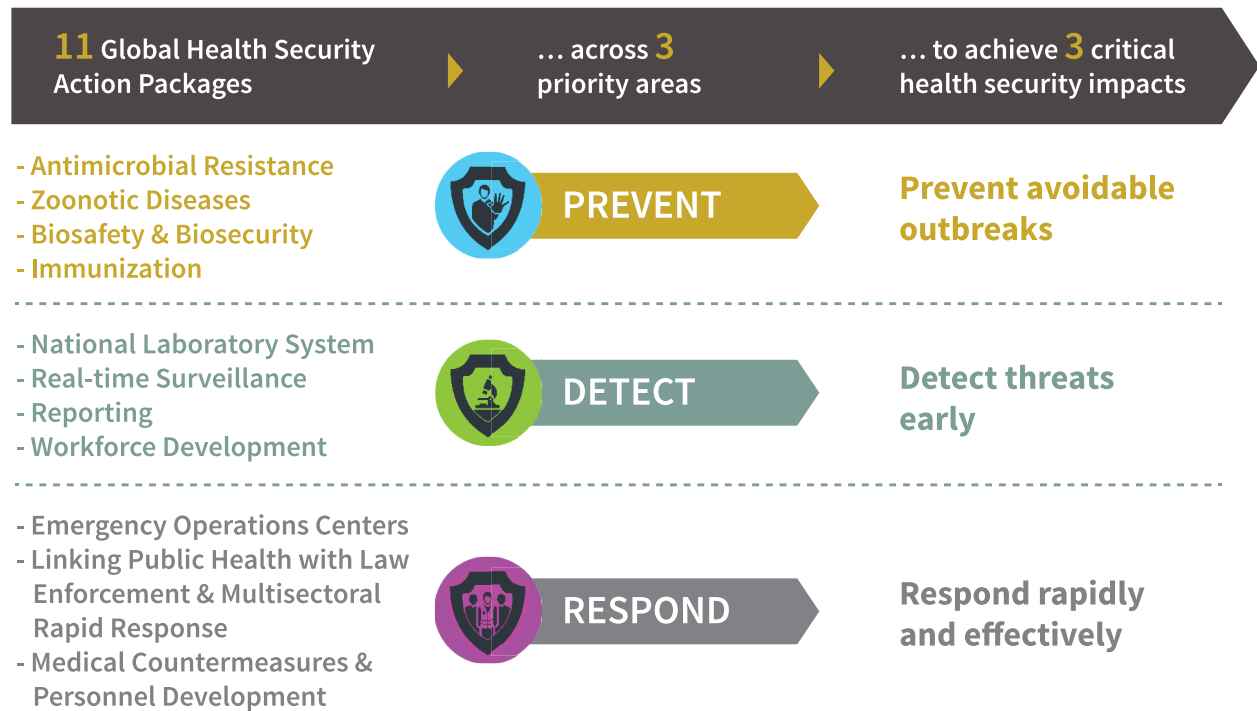 11 Global Health Security
Action Packages
... across 3
priority areas
... to achieve 3 critical
health security impacts
- Antimicrobial Resistance
- Zoonotic Diseases
- Biosafety & Biosecurity
- Immunization
PREVENT
Prevent avoidable
outbreaks
- National Laboratory System
- Real-time Surveillance
- Reporting
- Workforce Development
DETECT
Detect threats
early
- Emergency Operations Centers
- Linking Public Health with Law
Enforcement & Multisectoral
Rapid Response
- Medical Countermeasures &
Personnel Development
RESPOND
Respond rapidly
and effectively